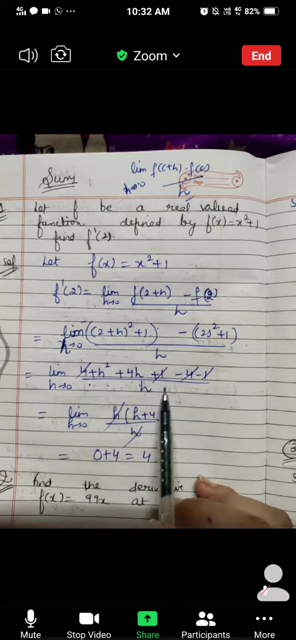 10:32 AM
4G
82%
Zoom
End
Sum
lim f(c+h)-f(c)
h→0 h
Let f be a real valued
function defined by f(x)=x²+1
find f'(2).
Sol
Let f(x) = x²+1
f'(2) = lim f(2+h) - f(2)
h→0 h
= lim ((2+h)²+1) - ((2)²+1)
h→0 h
= lim 4+h²+4h+1-4-1
h→0 h
= lim h(h+4
h→0 h
= 0+4 = 4
find the of
f(x) = 99x at
Mute
Stop Video
Share
Participants
More